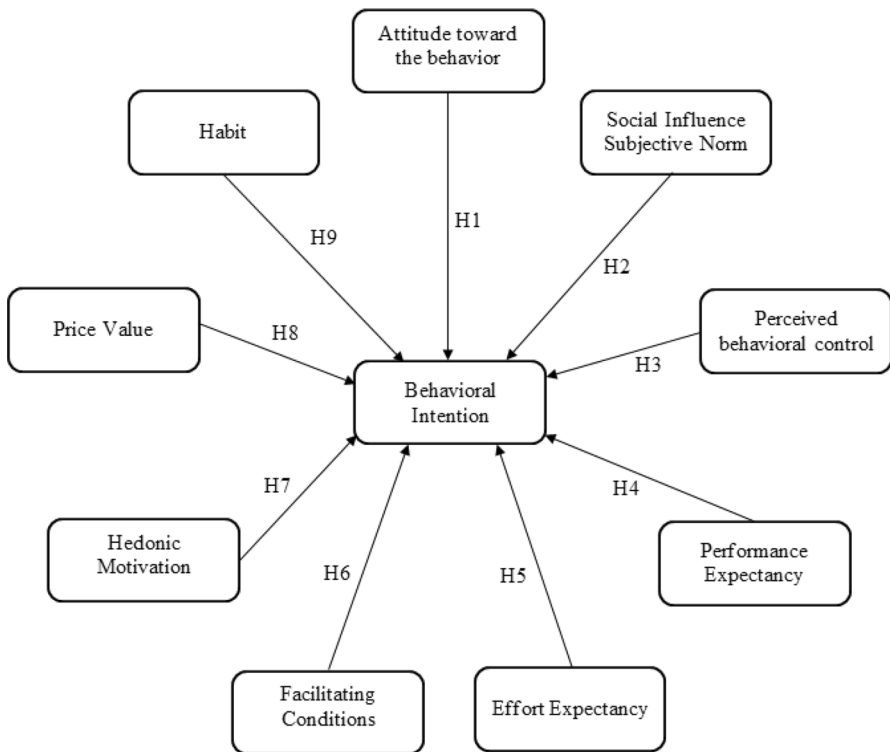 Attitude toward
the behavior
Habit
Social Influence
Subjective Norm
H1
H9
H2
Price Value
H8
Perceived
behavioral control
H3
Behavioral
Intention
H7
H4
Hedonic
Motivation
H6
H5
Performance
Expectancy
Facilitating
Conditions
Effort Expectancy